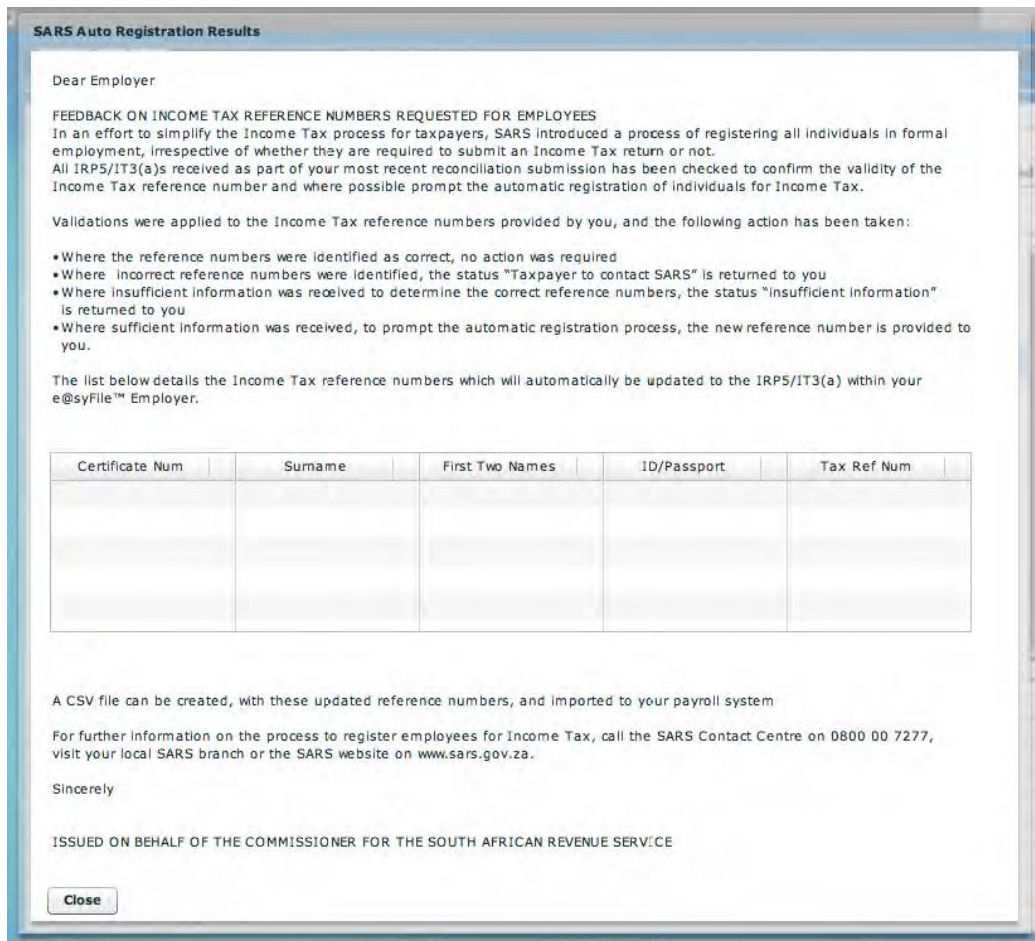 SARS Auto Registration Results
Dear Employer
FEEDBACK ON INCOME TAX REFERENCE NUMBERS REQUESTED FOR EMPLOYEES
In an effort to simplify the Income Tax process for taxpayers, SARS introduced a process of registering all individuals in formal
employment, irrespective of whether they are required to submit an Income Tax return or not.
All IRP5/IT3(a)s received as part of your most recent reconciliation submission has been checked to confirm the validity of the
Income Tax reference number and where possible prompt the automatic registration of individuals for Income Tax.
Validations were applied to the Income Tax reference numbers provided by you, and the following action has been taken:
• Where the reference numbers were identified as correct, no action was required
• Where incorrect reference numbers were identified, the status "Taxpayer to contact SARS" is returned to you
• Where insufficient information was received to determine the correct reference numbers, the status "insufficient information"
is returned to you
• Where sufficient information was received, to prompt the automatic registration process, the new reference number is provided to
you.
The list below details the Income Tax reference numbers which will automatically be updated to the IRP5/IT3(a) within your
e@syFile™ Employer.
Certificate Num Surname First Two Names ID/Passport Tax Ref Num
A CSV file can be created, with these updated reference numbers, and imported to your payroll system
For further information on the process to register employees for Income Tax, call the SARS Contact Centre on 0800 00 7277,
visit your local SARS branch or the SARS website on www.sars.gov.za.
Sincerely
ISSUED ON BEHALF OF THE COMMISSIONER FOR THE SOUTH AFRICAN REVENUE SERVICE
Close